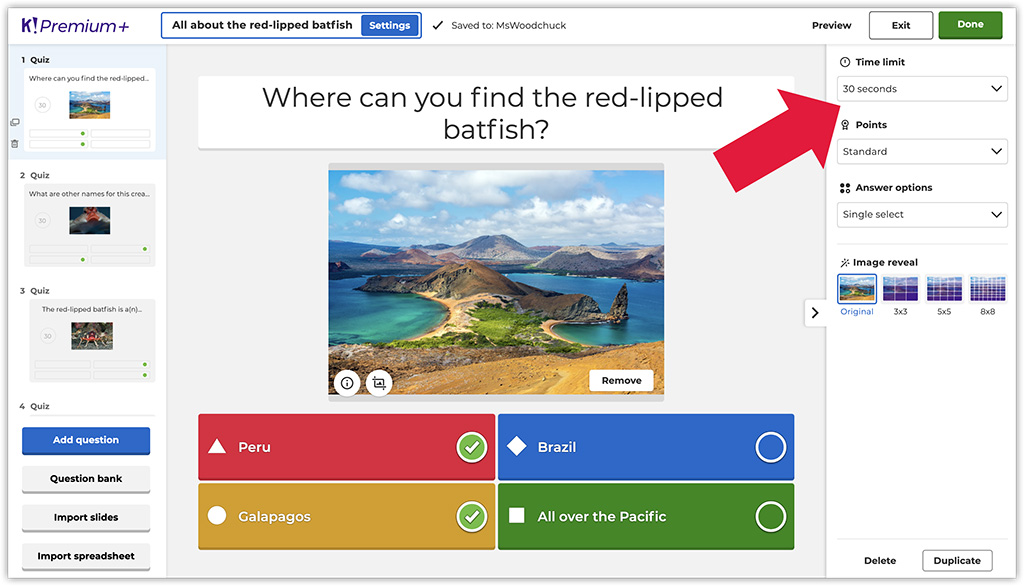 K!Premium+
All about the red-lipped batfish
Settings
Saved to: MsWoodchuck
Preview
Exit
Done
1 Quiz
Where can you find the red-lipped...
30
2 Quiz
What are other names for this crea...
30
3 Quiz
The red-lipped batfish is a(n)...
30
4 Quiz
Add question
Question bank
Import slides
Import spreadsheet
Where can you find the red-lipped
batfish?
Remove
Peru
Brazil
Galapagos
All over the Pacific
Time limit
30 seconds
Points
Standard
Answer options
Single select
Image reveal
Original
3x3
5x5
8x8
Delete
Duplicate